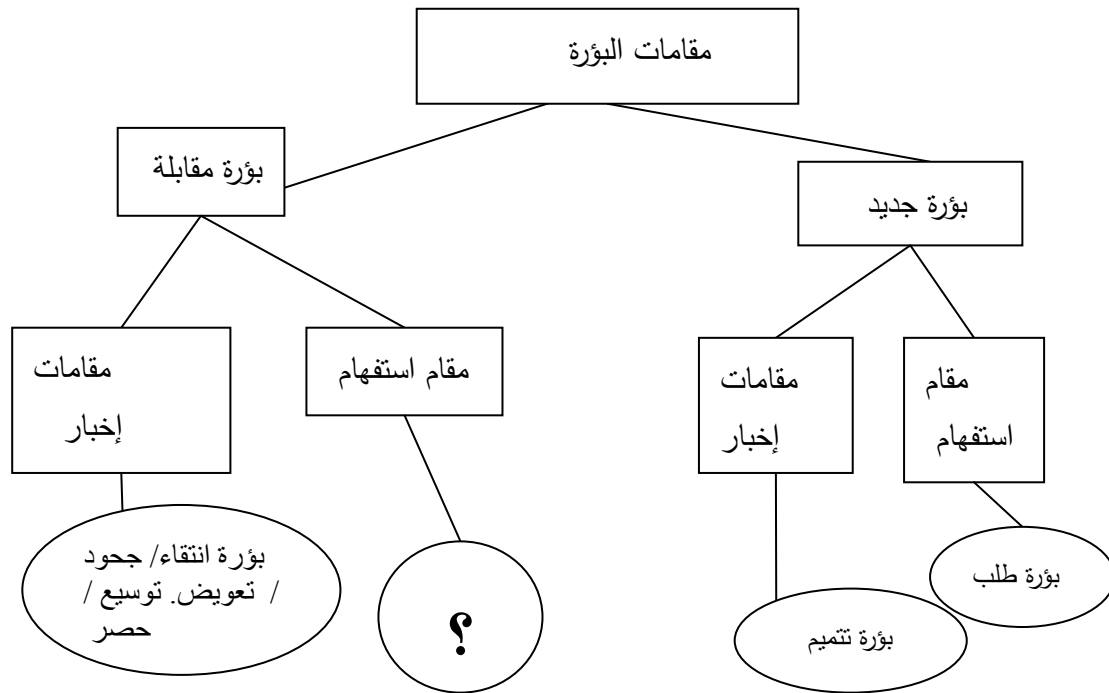 مقامات البؤرة
بؤرة جديد
بؤرة مقابلة
مقام
استفهام
مقامات
إخبار
مقام استفهام
مقامات
إخبار
بؤرة طلب
بؤرة تتميم
؟
بؤرة انتقاء/ جحود
/ تعويض. توسيع /
حصر